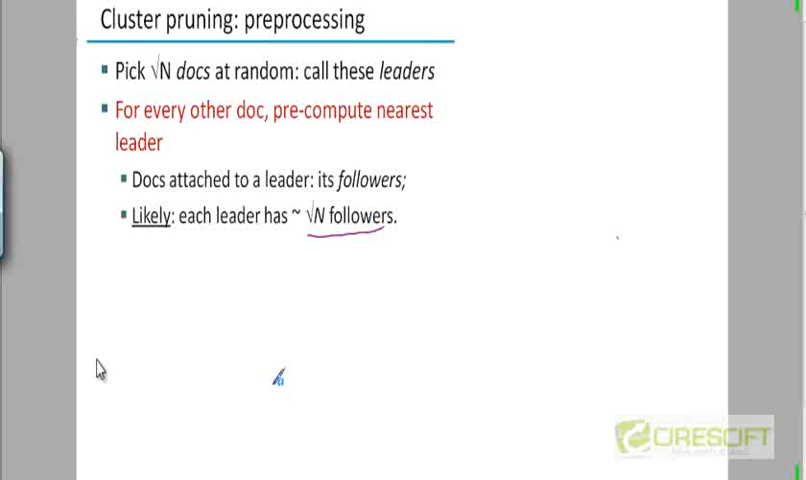 Cluster pruning: preprocessing
▪ Pick √N docs at random: call these leaders
▪ For every other doc, pre-compute nearest
leader
▪ Docs attached to a leader: its followers;
▪ Likely: each leader has ~ √N followers.